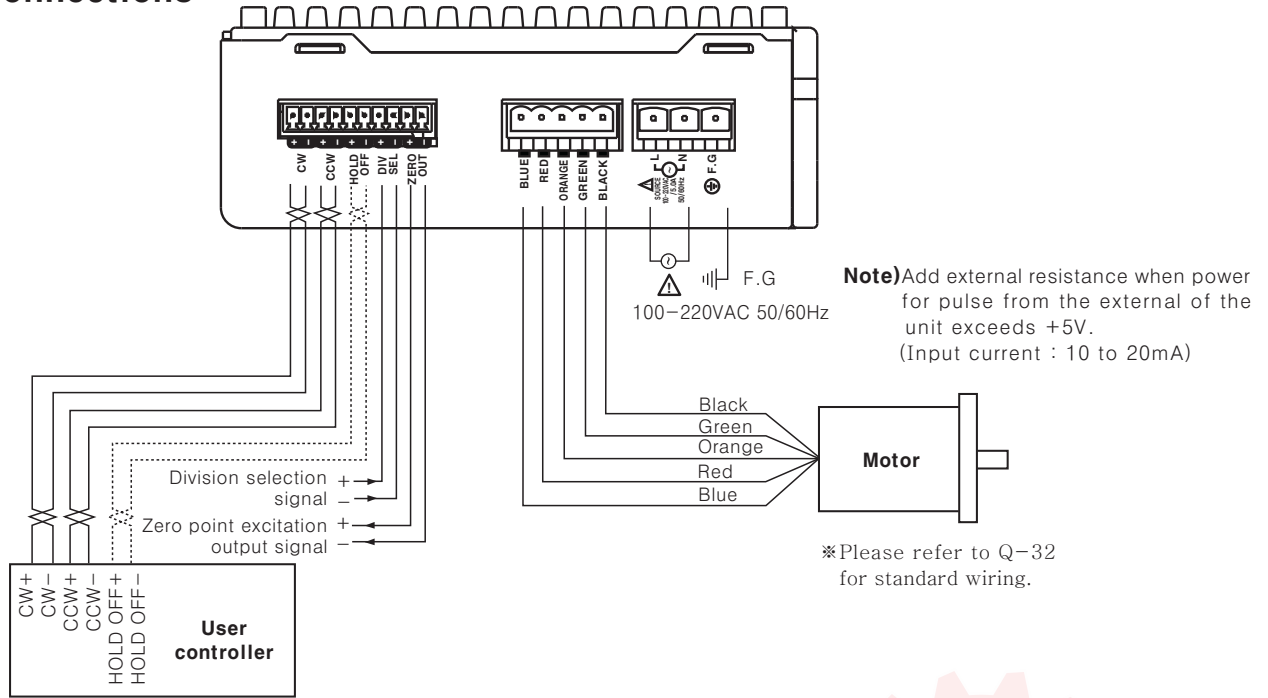 CW
CCW
HOLD
OFF
DIV
SEL
ZERO
OUT
BLUE
RED
ORANGE
GREEN
BLACK
L
N
F.G
SOURCE
50/60Hz
F.G
100-220VAC 50/60Hz
Note)Add external resistance when power
for pulse from the external of the
unit exceeds +5V.
(Input current : 10 to 20mA)
Black
Green
Orange
Red
Blue
Motor
※Please refer to Q-32
for standard wiring.
Division selection +
signal -
Zero point excitation +
output signal -
CW+
CW-
CCW+
CCW-
HOLD OFF+
HOLD OFF-
User
controller